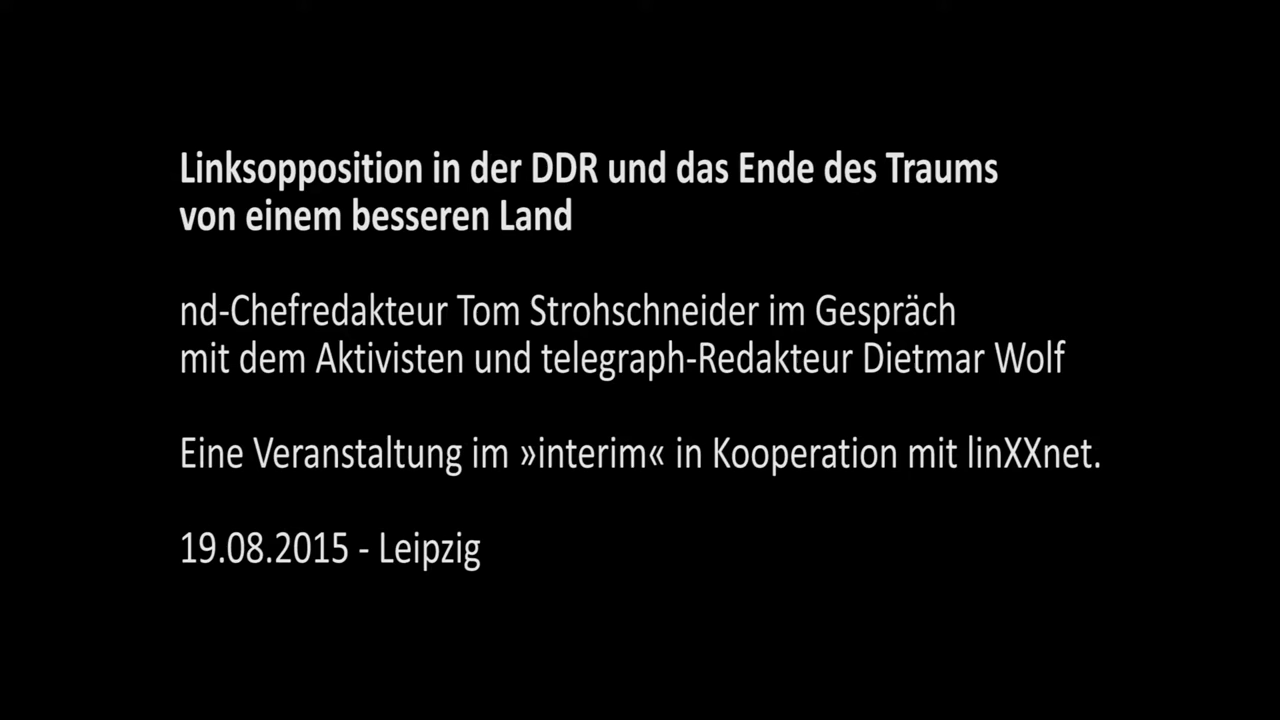 Linksopposition in der DDR und das Ende des Traums
von einem besseren Land
nd-Chefredakteur Tom Strohschneider im Gespräch
mit dem Aktivisten und telegraph-Redakteur Dietmar Wolf
Eine Veranstaltung im »interim« in Kooperation mit linXXnet.
19.08.2015 - Leipzig